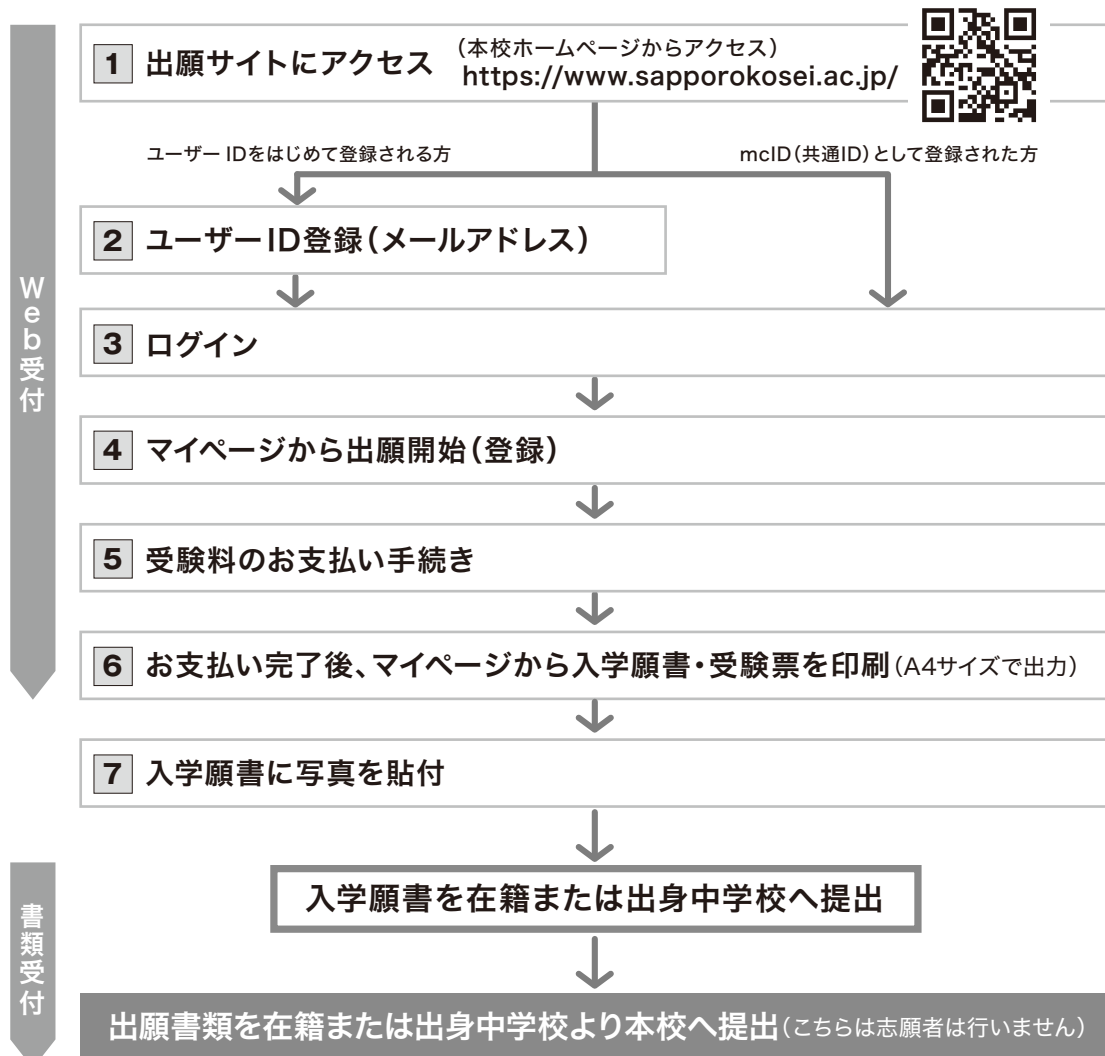 Web受付
1 出願サイトにアクセス (本校ホームページからアクセス)
https://www.sapporokosei.ac.jp/
ユーザーIDをはじめて登録される方
mcID(共通ID)として登録された方
2 ユーザーID登録(メールアドレス)
3 ログイン
4 マイページから出願開始(登録)
5 受験料のお支払い手続き
6 お支払い完了後、マイページから入学願書・受験票を印刷(A4サイズで出力)
7 入学願書に写真を貼付
書類受付
入学願書を在籍または出身中学校へ提出
出願書類を在籍または出身中学校より本校へ提出(こちらは志願者は行いません)